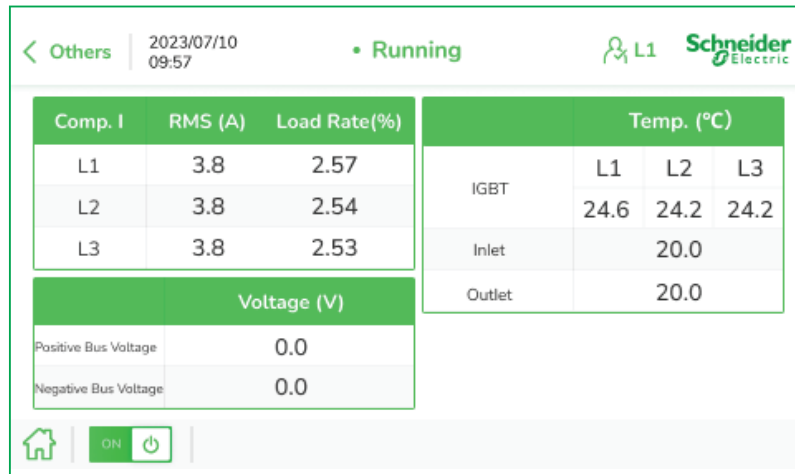 Others
2023/07/10
09:57
• Running
L1
Schneider
Electric
Comp. I RMS (A) Load Rate(%)
L1 3.8 2.57
L2 3.8 2.54
L3 3.8 2.53
Voltage (V)
Positive Bus Voltage 0.0
Negative Bus Voltage 0.0
Temp. (°C)
IGBT
L1 L2 L3
24.6 24.2 24.2
Inlet 20.0
Outlet 20.0
ON